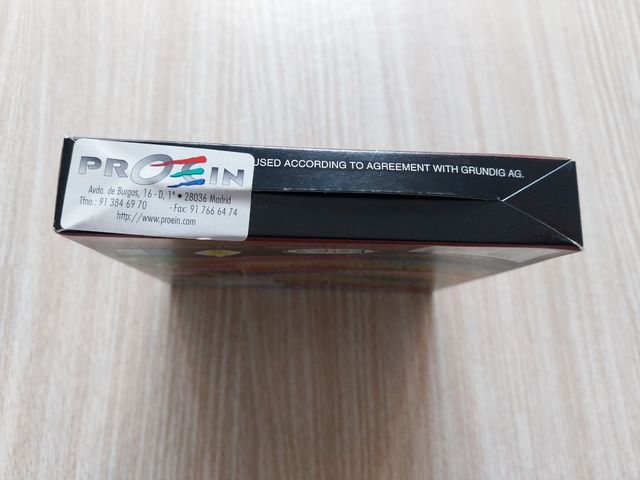 PROEIN
USED ACCORDING TO AGREEMENT WITH GRUNDIG AG.
Avda. de Burgos, 16 - D, 1º • 28036 Madrid
Tfno.: 91 384 69 70 - Fax: 91 766 64 74
http://www.proein.com